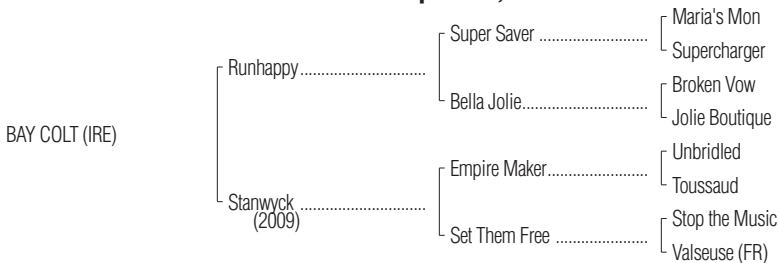 Maria's Mon
Super Saver ..............................
Supercharger
Runhappy...................................
Broken Vow
Bella Jolie...................................
Jolie Boutique
BAY COLT (IRE)
Unbridled
Empire Maker............................
Toussaud
Stanwyck ...................................
(2009)
Stop the Music
Set Them Free .........................
Valseuse (FR)